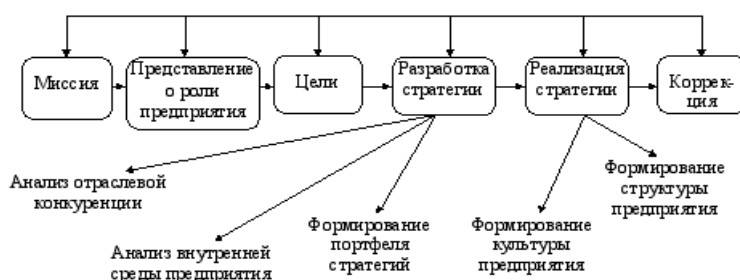 Миссия
Представление
о роли
предприятия
Цели
Разработка
стратегии
Реализация
стратегии
Коррек-
ция
Анализ отраслевой
конкуренции
Анализ внутренней
среды предприятия
Формирование
портфеля
стратегий
Формирование
культуры
предприятия
Формирование
структуры
предприятия